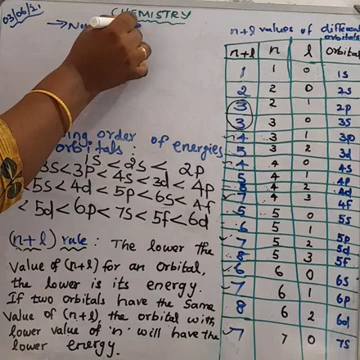 03/06/21
CHEMISTRY
order of energies
orbitals:
1s < 2s < 2p
3s < 3p < 4s < 3d < 4p
< 5s < 4d < 5p < 6s < 4f
< 5d < 6p < 7s < 5f < 6d
(n+l) rule: The lower the
value of (n+l) for an Orbital,
the lower is its energy.
If two orbitals have the same
value of (n+l), the orbital with
lower value of 'n' will have the
lower energy.
n+l values of different orbitals
n+l n l Orbital
1 1 0 1s
2 2 0 2s
3 2 1 2p
3 3 0 3s
4 3 1 3p
5 3 2 3d
4 4 0 4s
5 4 1 4p
4 2 4d
7 4 3 4f
5 5 0 5s
6 5 1 5p
7 5 2 5d
8 5 3 5f
6 6 0 6s
7 6 1 6p
8 6 2 6d
7 7 0 7s